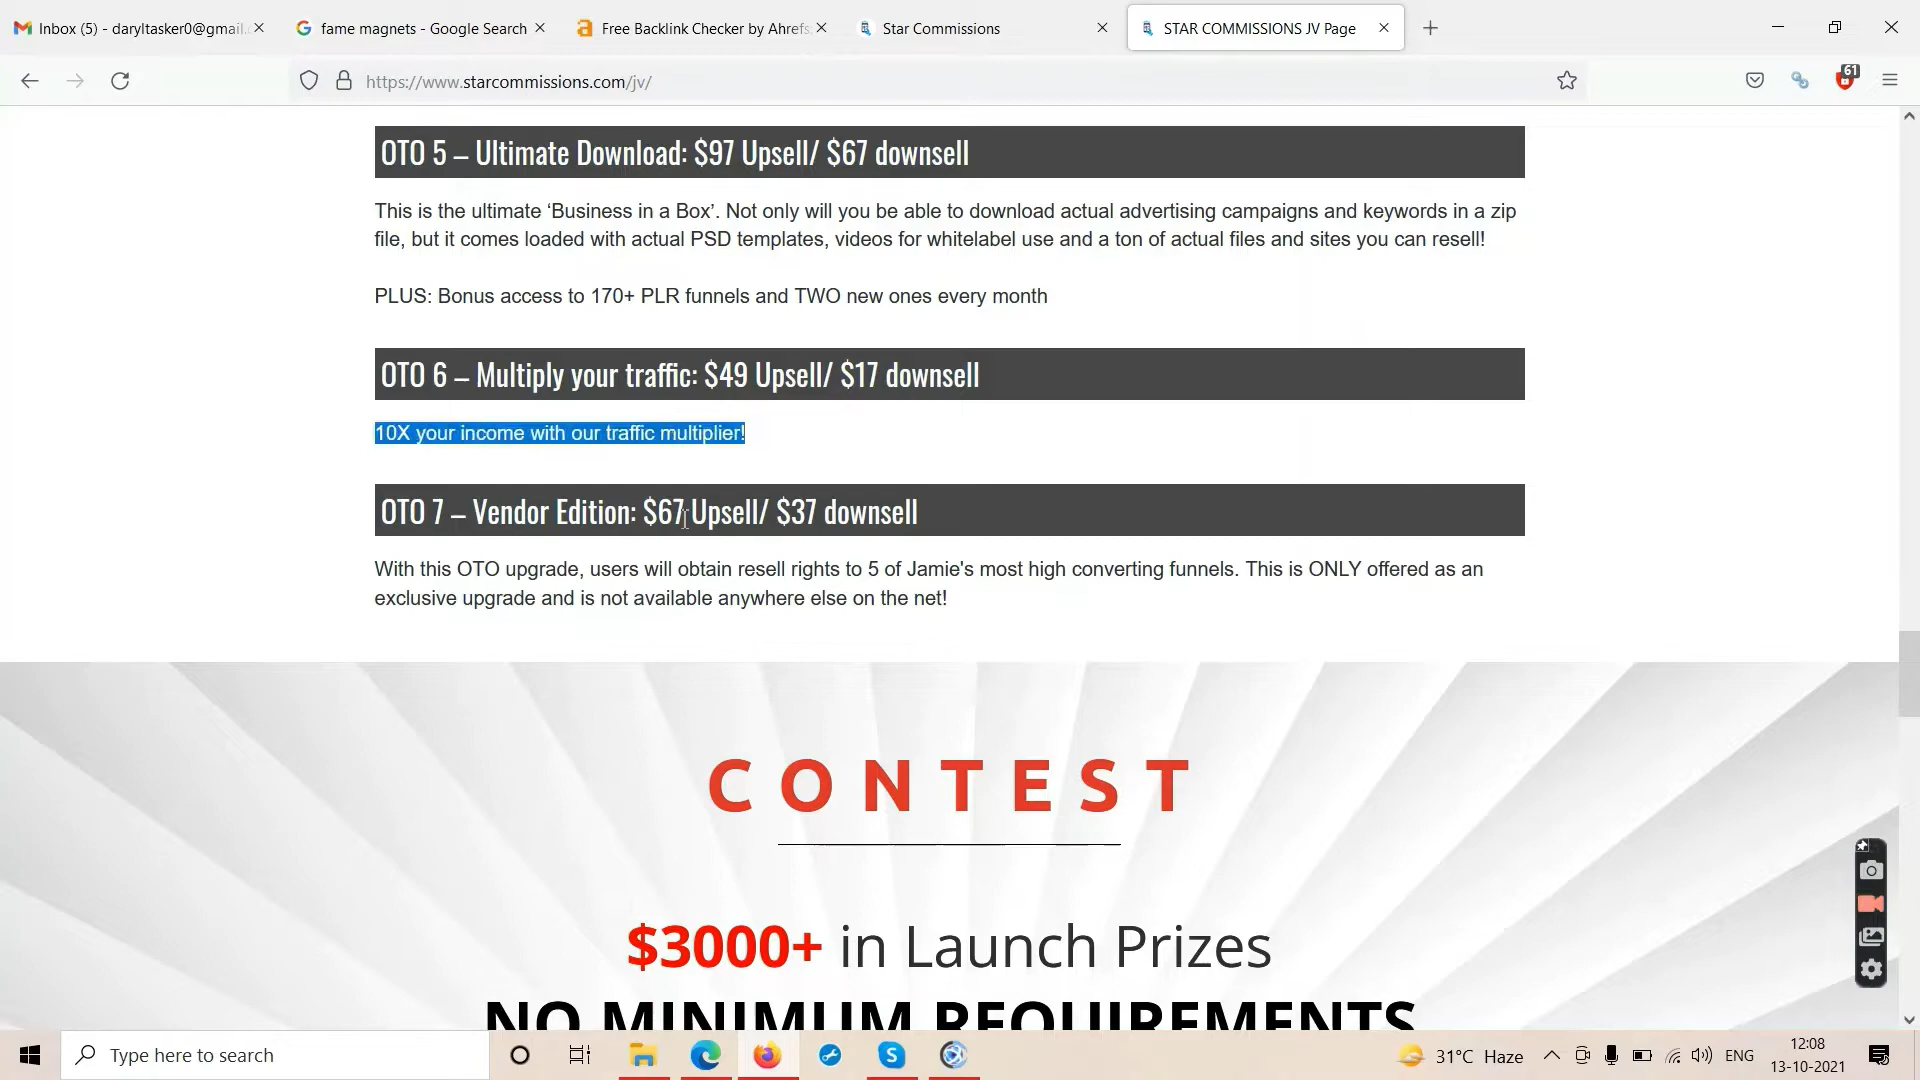 Inbox (5) - daryltasker0@gmail.c
fame magnets - Google Search
Free Backlink Checker by Ahrefs
Star Commissions
STAR COMMISSIONS JV Page
https://www.starcommissions.com/jv/
61
OTO 5 – Ultimate Download: $97 Upsell/ $67 downsell
This is the ultimate ‘Business in a Box’. Not only will you be able to download actual advertising campaigns and keywords in a zip
file, but it comes loaded with actual PSD templates, videos for whitelabel use and a ton of actual files and sites you can resell!
PLUS: Bonus access to 170+ PLR funnels and TWO new ones every month
OTO 6 – Multiply your traffic: $49 Upsell/ $17 downsell
10X your income with our traffic multiplier!
OTO 7 – Vendor Edition: $67 Upsell/ $37 downsell
With this OTO upgrade, users will obtain resell rights to 5 of Jamie's most high converting funnels. This is ONLY offered as an
exclusive upgrade and is not available anywhere else on the net!
CONTEST
$3000+ in Launch Prizes
NO MINIMUM REQUIREMENTS
Type here to search
31°C Haze
ENG
12:08
13-10-2021